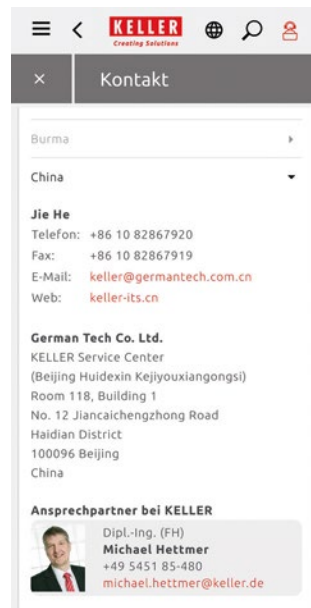 KELLER
Creating Solutions
× Kontakt
Burma
China
Jie He
Telefon: +86 10 82867920
Fax: +86 10 82867919
E-Mail: keller@germantech.com.cn
Web: keller-its.cn
German Tech Co. Ltd.
KELLER Service Center
(Beijing Huidexin Kejiyouxiangongsi)
Room 118, Building 1
No. 12 Jiancaichengzhong Road
Haidian District
100096 Beijing
China
Ansprechpartner bei KELLER
Dipl.-Ing. (FH)
Michael Hettmer
+49 5451 85-480
michael.hettmer@keller.de